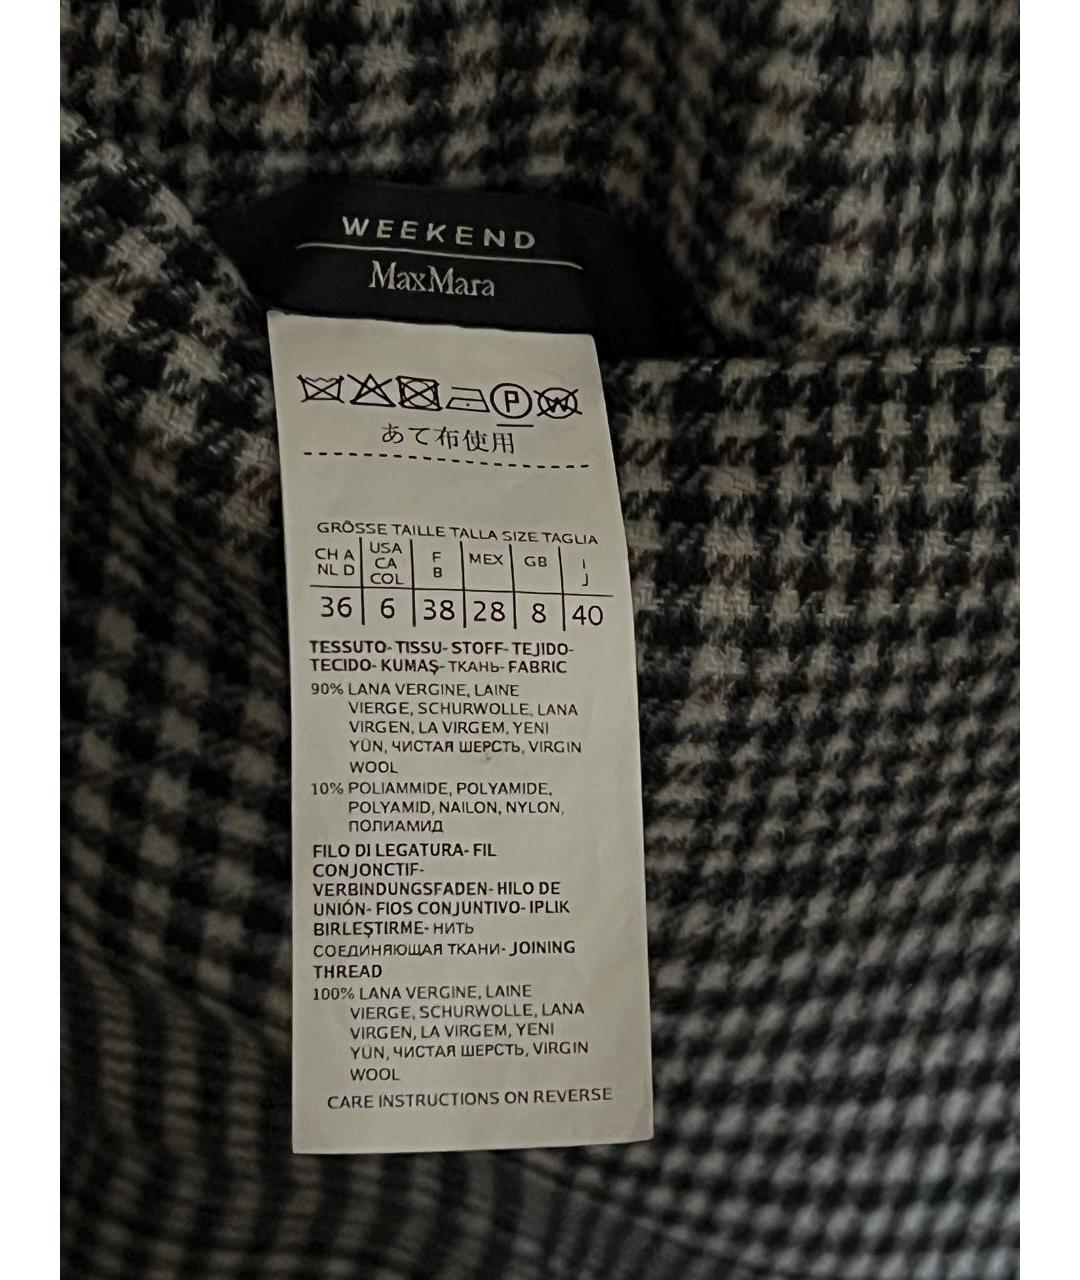 WEEKEND
MaxMara
P W
あて布使用
GRÖSSE TAILLE TALLA SIZE TAGLIA
CH A NL D USA CA COL F B MEX GB I J
36 6 38 28 8 40
TESSUTO- TISSU- STOFF- TEJIDO-
TECIDO- KUMAŞ- ТКАНЬ- FABRIC
90% LANA VERGINE, LAINE
VIERGE, SCHURWOLLE, LANA
VIRGEN, LA VIRGEM, YENI
YÜN, ЧИСТАЯ ШЕРСТЬ, VIRGIN
WOOL
10% POLIAMMIDE, POLYAMIDE,
POLYAMID, NAILON, NYLON,
ПОЛИАМИД
FILO DI LEGATURA- FIL
CONJONCTIF-
VERBINDUNGSFADEN- HILO DE
UNIÓN- FIOS CONJUNTIVO- IPLIK
BIRLEŞTIRME- НИТЬ
СОЕДИНЯЮЩАЯ ТКАНИ- JOINING
THREAD
100% LANA VERGINE, LAINE
VIERGE, SCHURWOLLE, LANA
VIRGEN, LA VIRGEM, YENI
YÜN, ЧИСТАЯ ШЕРСТЬ, VIRGIN
WOOL
CARE INSTRUCTIONS ON REVERSE